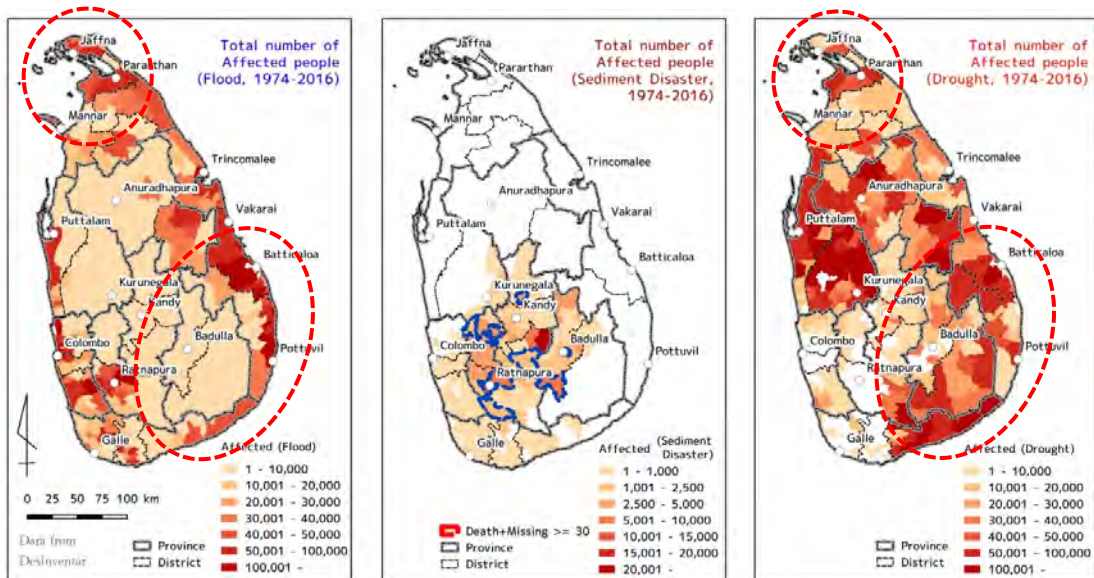 Total number of
Affected people
(Flood, 1974-2016)
Jaffna
Pararthan
Mannar
Trincomalee
Anuradhapura
Vakarai
Puttalam
Batticaloa
Kurunegala
Kandy
Badulla
Colombo
Pottuvil
Ratnapura
Galle
Affected (Flood)
1 - 10,000
10,001 - 20,000
20,001 - 30,000
30,001 - 40,000
40,001 - 50,000
50,001 - 100,000
100,001 -
0 25 50 75 100 km
Dara from
DesInventar
Province
District
Total number of
Affected people
(Sediment Disaster,
1974-2016)
Jaffna
Pararthan
Mannar
Trincomalee
Anuradhapura
Vakarai
Puttalam
Batticaloa
Kurunegala
Kandy
Badulla
Colombo
Pottuvil
Ratnapura
Galle
Affected (Sediment
Disaster)
1 - 1,000
1,001 - 2,500
2,500 - 5,000
5,001 - 10,000
10,001 - 15,000
15,001 - 20,000
20,001 -
Death+Missing >= 30
Province
District
Total number of
Affected people
(Drought, 1974-2016)
Jaffna
Pararthan
Mannar
Trincomalee
Anuradhapura
Vakarai
Puttalam
Batticaloa
Kurunegala
Kandy
Badulla
Colombo
Pottuvil
Ratnapura
Galle
Affected (Drought)
1 - 10,000
10,001 - 20,000
20,001 - 30,000
30,001 - 40,000
40,001 - 50,000
50,001 - 100,000
100,001 -
Province
District